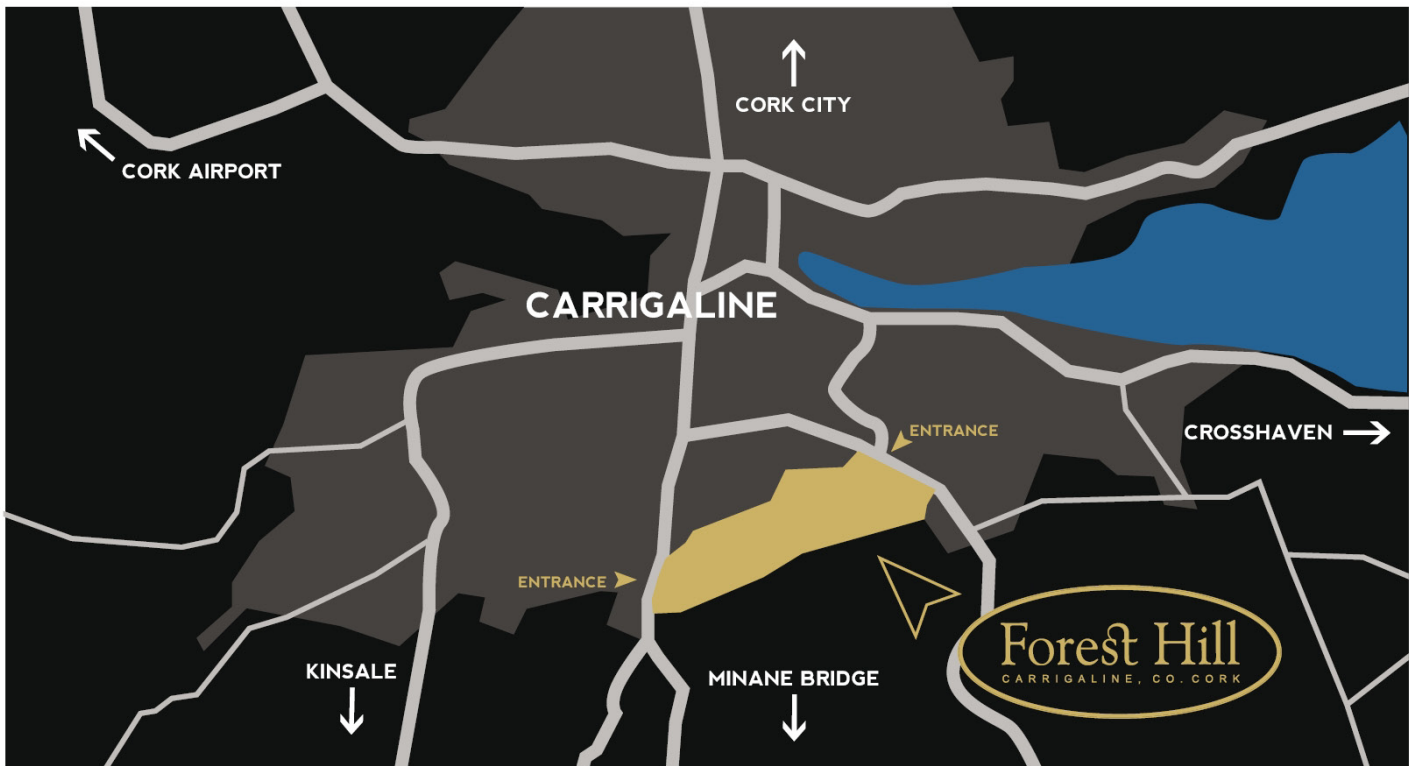 CORK CITY
CORK AIRPORT
CARRIGALINE
ENTRANCE
CROSSHAVEN
ENTRANCE
Forest Hill
CARRIGALINE, CO. CORK
KINSALE
MINANE BRIDGE